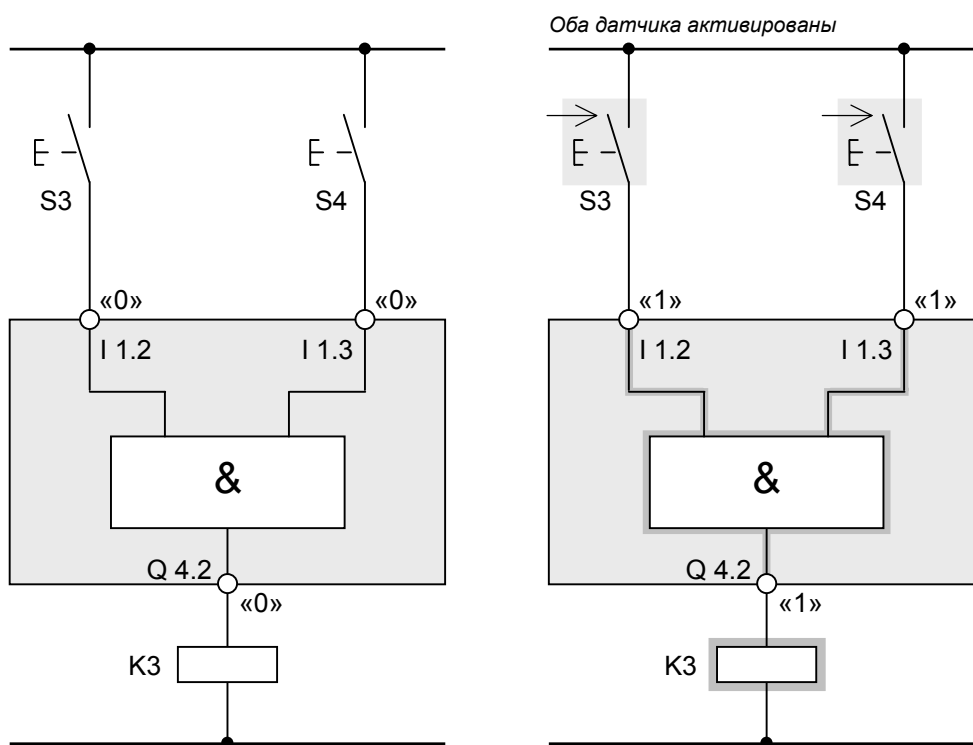 Оба датчика активированы
S3
S4
«0»
«0»
I 1.2
I 1.3
&
Q 4.2
«0»
K3
S3
S4
«1»
«1»
I 1.2
I 1.3
&
Q 4.2
«1»
K3